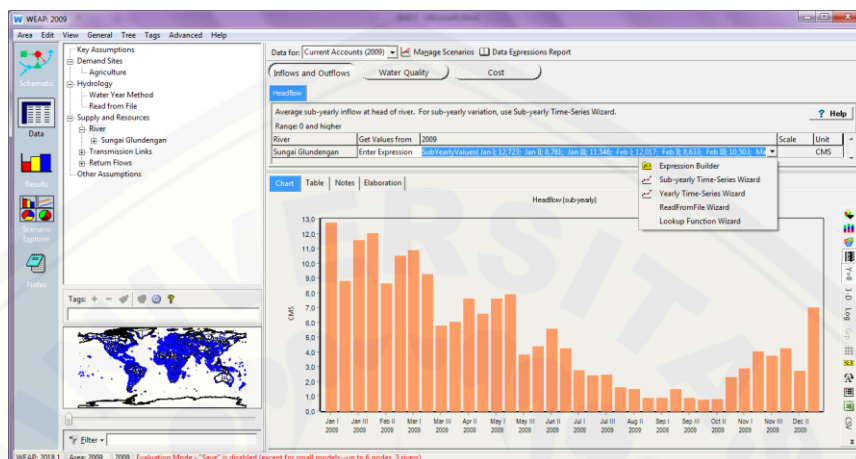 WEAP: 2009
Area Edit View General Tree Tags Advanced Help
Schematic
Data
Results
Scenario
Explorer
Notes
Key Assumptions
Demand Sites
Agriculture
Hydrology
Water Year Method
Read from File
Supply and Resources
River
Sungai Glundengan
Transmission Links
Return Flows
Other Assumptions
Tags:
Filter
Data for: Current Accounts (2009) Manage Scenarios Data Expressions Report
Inflows and Outflows Water Quality Cost
Headflow
Average sub-yearly inflow at head of river. For sub-yearly variation, use Sub-yearly Time-Series Wizard.
Help
Range: 0 and higher
River Get Values from 2009 Scale Unit
Sungai Glundengan Enter Expression SubYearlyValues( Jan I; 12,723; Jan II; 8,781; Jan III; 11,546; Feb I; 12,017; Feb II; 8,633; Feb III; 10,503; Ma CMS
Expression Builder
Sub-yearly Time-Series Wizard
Yearly Time-Series Wizard
ReadFromFile Wizard
Lookup Function Wizard
Chart Table Notes Elaboration
Headflow (sub-yearly)
CMS
13,0
12,0
11,0
10,0
9,0
8,0
7,0
6,0
5,0
4,0
3,0
2,0
1,0
0,0
Jan I Jan III Feb II Mar I Mar III Apr II May I May III Jun II Jul I Jul III Aug II Sep I Sep III Oct II Nov I Nov III Dec II
2009 2009 2009 2009 2009 2009 2009 2009 2009 2009 2009 2009 2009 2009 2009 2009 2009 2009
Y=0
3-D
Log
Grp
CSV
WEAP: 2018.1 Area: 2009 2009 Evaluation Mode - "Save" is disabled (except for small models--up to 6 nodes, 3 rivers)